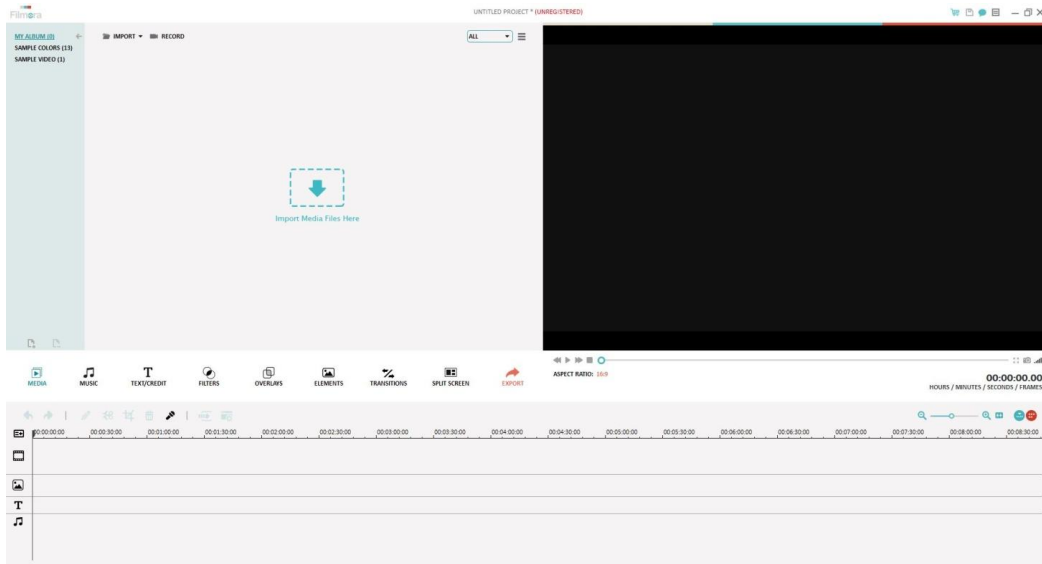 Filmora
UNTITLED PROJECT * (UNREGISTERED)
MY ALBUM (0)
SAMPLE COLORS (13)
SAMPLE VIDEO (1)
IMPORT
RECORD
ALL
Import Media Files Here
MEDIA
MUSIC
TEXT/CREDIT
FILTERS
OVERLAYS
ELEMENTS
TRANSITIONS
SPLIT SCREEN
EXPORT
ASPECT RATIO: 16:9
00:00:00.00
HOURS / MINUTES / SECONDS / FRAMES
00:00:00:00 00:00:30:00 00:01:00:00 00:01:30:00 00:02:00:00 00:02:30:00 00:03:00:00 00:03:30:00 00:04:00:00 00:04:30:00 00:05:00:00 00:05:30:00 00:06:00:00 00:06:30:00 00:07:00:00 00:07:30:00 00:08:00:00 00:08:30:00
T